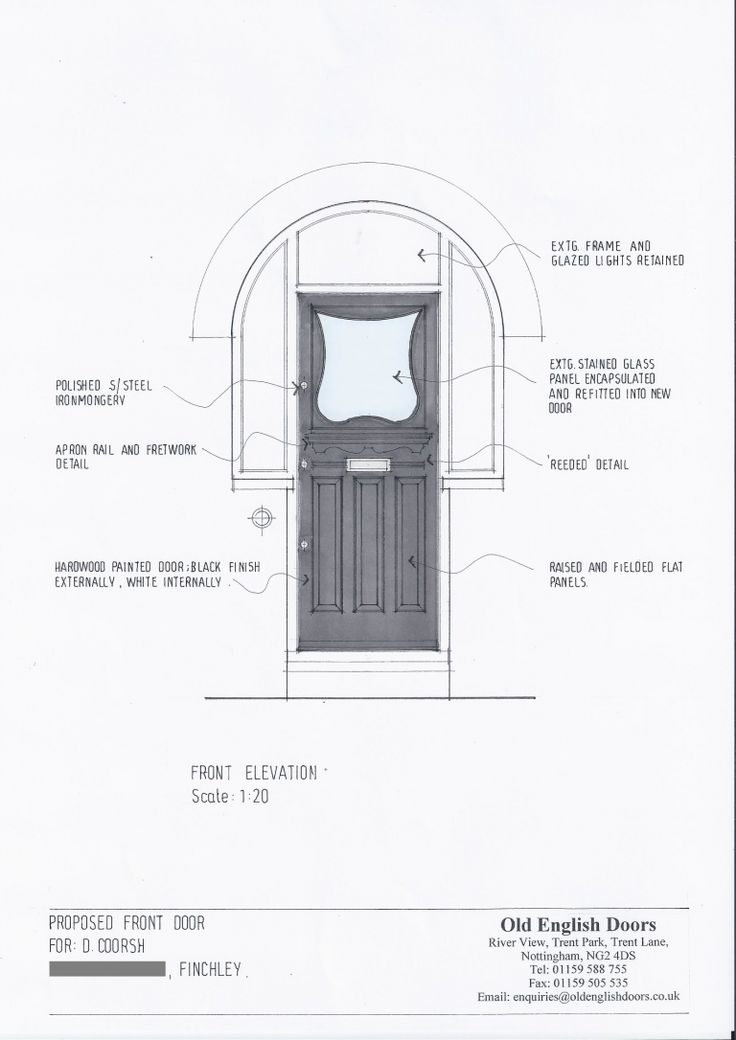 EXTG. FRAME AND
GLAZED LIGHTS RETAINED
POLISHED S/STEEL
IRONMONGERY
EXTG. STAINED GLASS
PANEL ENCAPSULATED
AND REFITTED INTO NEW
DOOR
APRON RAIL AND FRETWORK
DETAIL
'REEDED' DETAIL
HARDWOOD PAINTED DOOR; BLACK FINISH
EXTERNALLY, WHITE INTERNALLY.
RAISED AND FIELDED FLAT
PANELS.
FRONT ELEVATION
Scale: 1:20
PROPOSED FRONT DOOR
FOR: D. COORSH
, FINCHLEY.
Old English Doors
River View, Trent Park, Trent Lane,
Nottingham, NG2 4DS
Tel: 01159 588 755
Fax: 01159 505 535
Email: enquiries@oldenglishdoors.co.uk